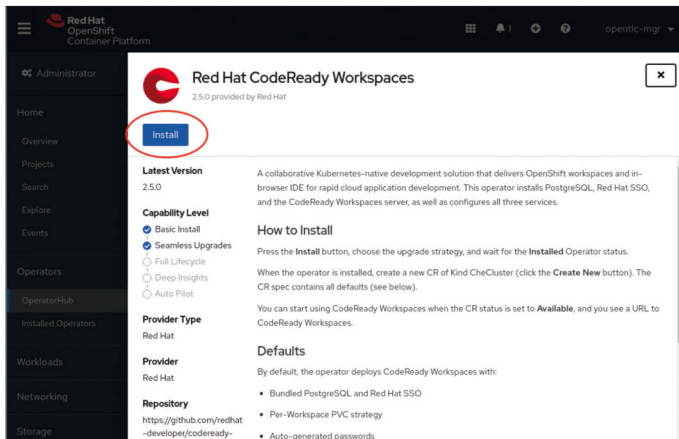 Red Hat
OpenShift
Container Platform
1
opentlc-mgr
Administrator
Home
Overview
Projects
Search
Explore
Events
Operators
OperatorHub
Installed Operators
Workloads
Networking
Storage
Red Hat CodeReady Workspaces
2.5.0 provided by Red Hat
Install
Latest Version
2.5.0
Capability Level
Basic Install
Seamless Upgrades
Full Lifecycle
Deep Insights
Auto Pilot
Provider Type
Red Hat
Provider
Red Hat
Repository
https://github.com/redhat
-developer/codeready-
A collaborative Kubernetes-native development solution that delivers OpenShift workspaces and in-
browser IDE for rapid cloud application development. This operator installs PostgreSQL, Red Hat SSO,
and the CodeReady Workspaces server, as well as configures all three services.
How to Install
Press the Install button, choose the upgrade strategy, and wait for the Installed Operator status.
When the operator is installed, create a new CR of Kind CheCluster (click the Create New button). The
CR spec contains all defaults (see below).
You can start using CodeReady Workspaces when the CR status is set to Available, and you see a URL to
CodeReady Workspaces.
Defaults
By default, the operator deploys CodeReady Workspaces with:
• Bundled PostgreSQL and Red Hat SSO
• Per-Workspace PVC strategy
• Auto-generated passwords